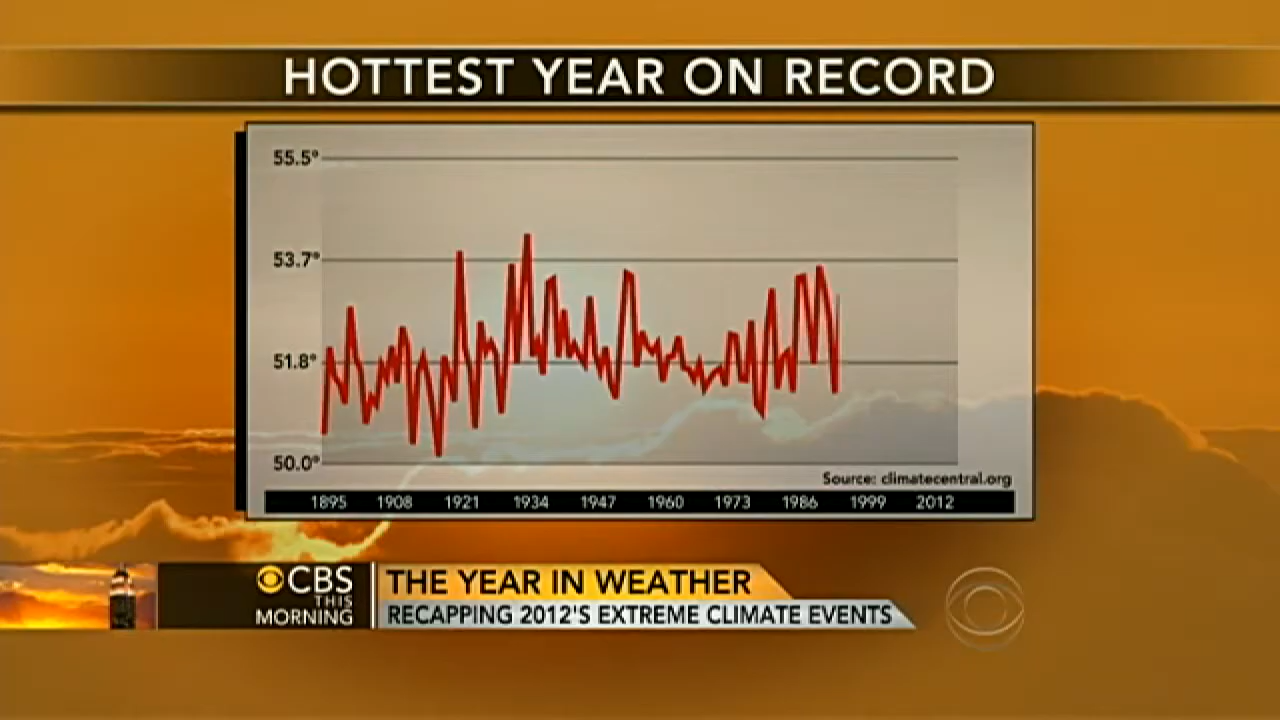 HOTTEST YEAR ON RECORD
55.5°
53.7°
51.8°
50.0°
Source: climatecentral.org
1895 1908 1921 1934 1947 1960 1973 1986 1999 2012
CBS
THIS
MORNING
THE YEAR IN WEATHER
RECAPPING 2012'S EXTREME CLIMATE EVENTS